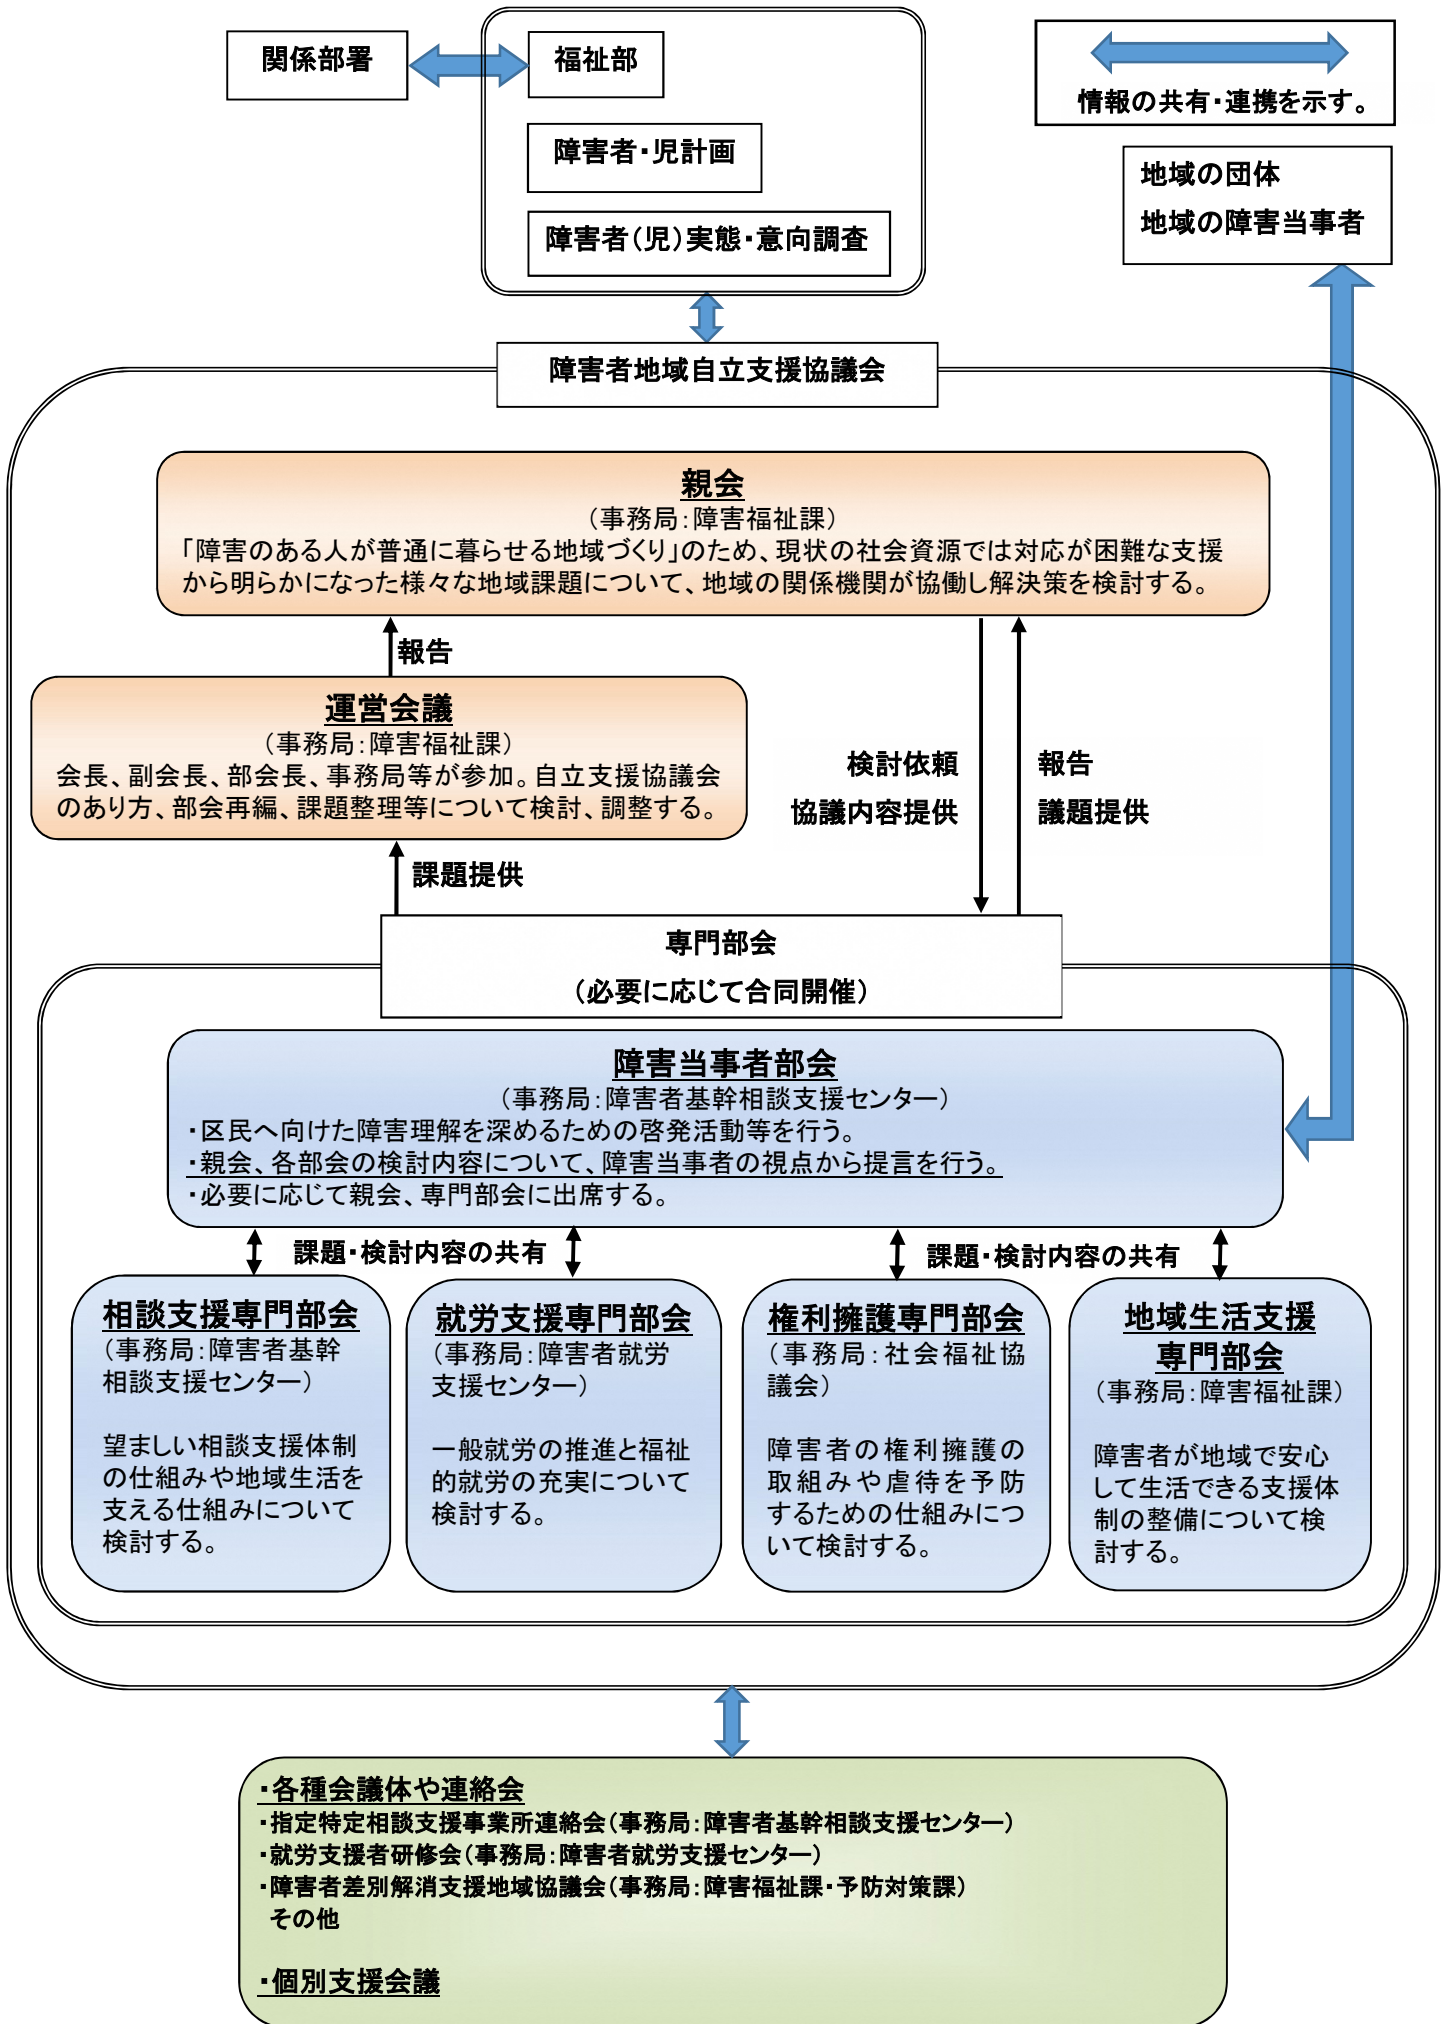 関係部署
福祉部
障害者・児計画
障害者（児）実態・意向調査
情報の共有・連携を示す。
地域の団体
地域の障害当事者
障害者地域自立支援協議会
親会
（事務局：障害福祉課）
「障害のある人が普通に暮らせる地域づくり」のため、現状の社会資源では対応が困難な支援
から明らかになった様々な地域課題について、地域の関係機関が協働し解決策を検討する。
報告
運営会議
（事務局：障害福祉課）
会長、副会長、部会長、事務局等が参加。自立支援協議会
のあり方、部会再編、課題整理等について検討、調整する。
検討依頼
協議内容提供
報告
議題提供
課題提供
専門部会
（必要に応じて合同開催）
障害当事者部会
（事務局：障害者基幹相談支援センター）
・区民へ向けた障害理解を深めるための啓発活動等を行う。
・親会、各部会の検討内容について、障害当事者の視点から提言を行う。
・必要に応じて親会、専門部会に出席する。
課題・検討内容の共有
課題・検討内容の共有
相談支援専門部会
（事務局：障害者基幹
相談支援センター）
望ましい相談支援体制
の仕組みや地域生活を
支える仕組みについて
検討する。
就労支援専門部会
（事務局：障害者就労
支援センター）
一般就労の推進と福祉
的就労の充実について
検討する。
権利擁護専門部会
（事務局：社会福祉協
議会）
障害者の権利擁護の
取組みや虐待を予防
するための仕組みにつ
いて検討する。
地域生活支援
専門部会
（事務局：障害福祉課）
障害者が地域で安心
して生活できる支援体
制の整備について検
討する。
・各種会議体や連絡会
・指定特定相談支援事業所連絡会（事務局：障害者基幹相談支援センター）
・就労支援者研修会（事務局：障害者就労支援センター）
・障害者差別解消支援地域協議会（事務局：障害福祉課・予防対策課）
その他
・個別支援会議